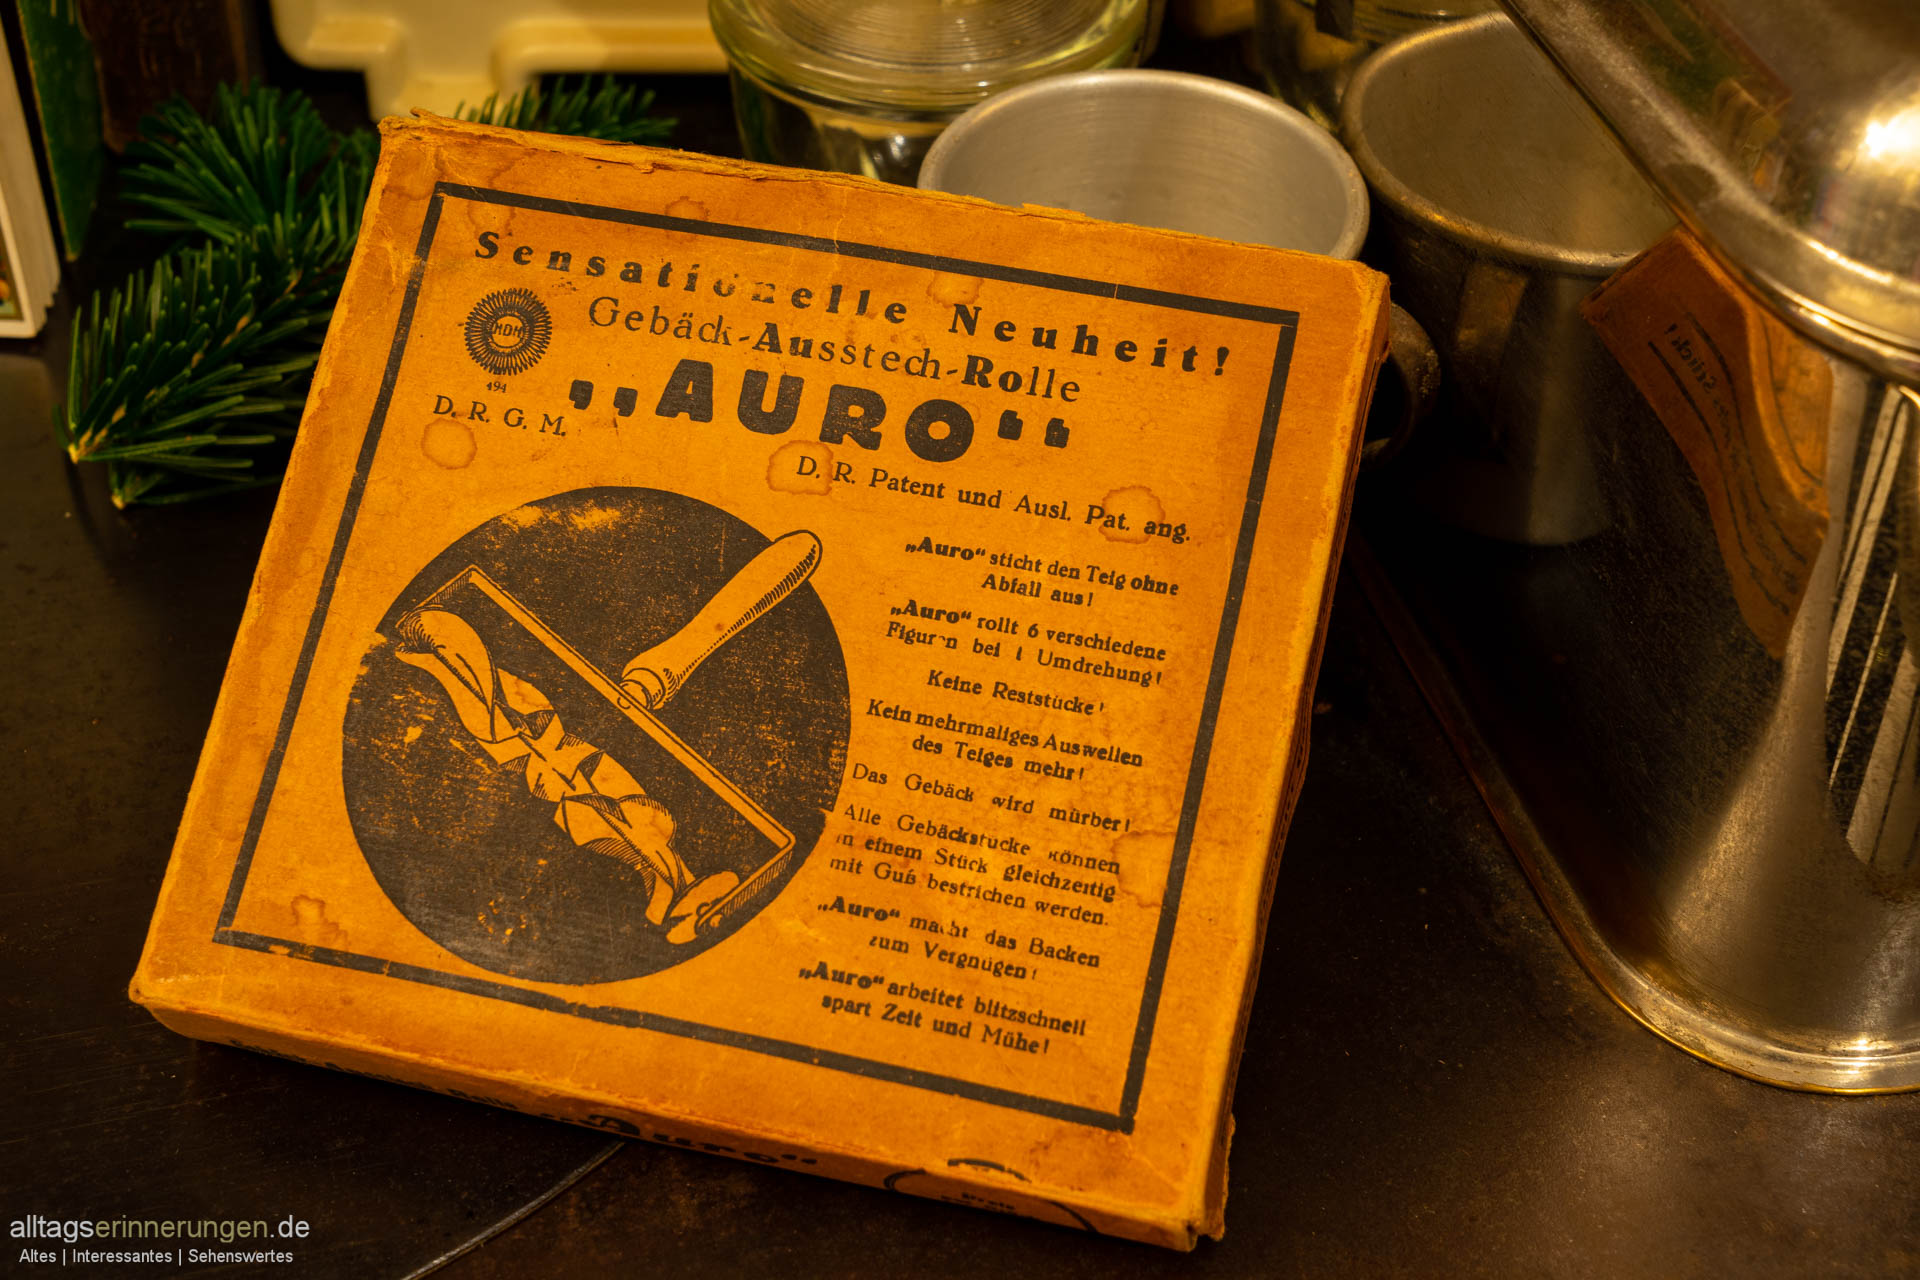 Sensationelle Neuheit!
Gebäck-Ausstech-Rolle
„AURO“
MDM
194
D. R. G. M.
D. R. Patent und Ausl. Pat. ang.
„Auro“ sticht den Teig ohne
Abfall aus!
„Auro“ rollt 6 verschiedene
Figuren bei 1 Umdrehung!
Keine Reststücke!
Kein mehrmaliges Auswellen
des Teiges mehr!
Das Gebäck wird mürber!
Alle Gebäckstücke können
in einem Stück gleichzeitig
mit Guß bestrichen werden.
„Auro“ macht das Backen
zum Vergnügen!
„Auro“ arbeitet blitzschnell
spart Zeit und Mühe!
„Auro“
alltagserinnerungen.de
Altes | Interessantes | Sehenswertes